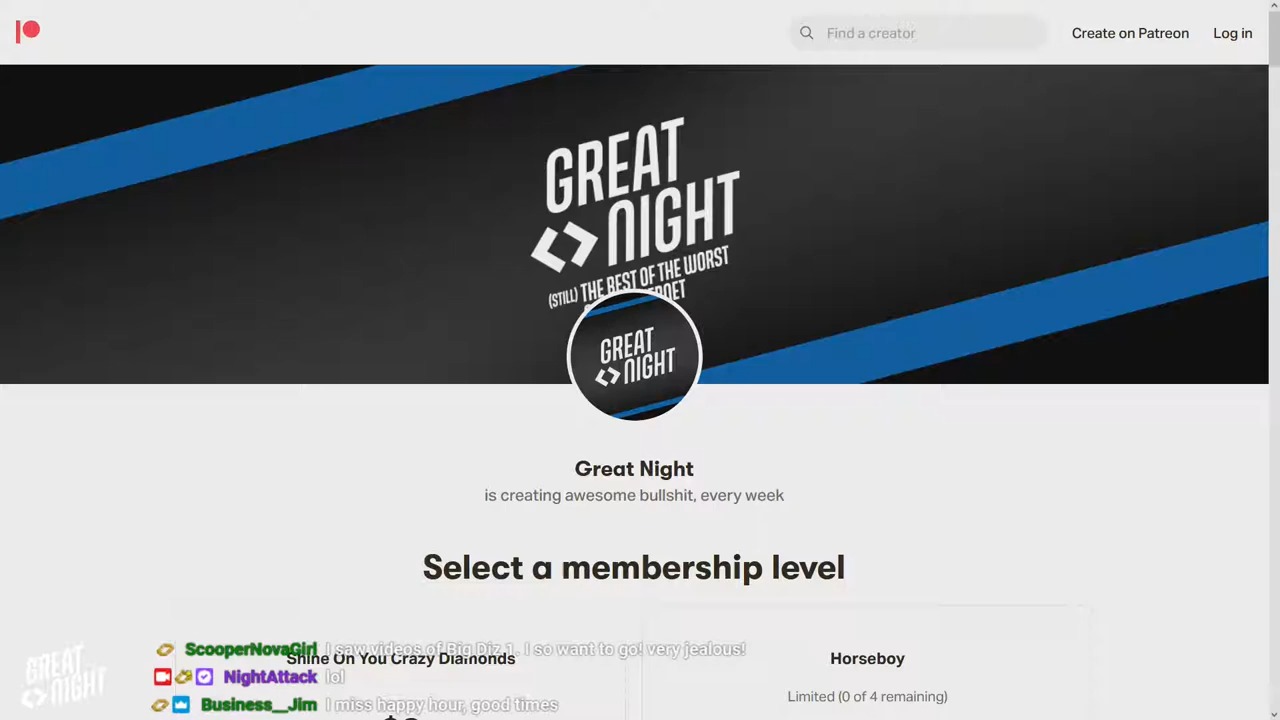 Find a creator
Create on Patreon
Log in
GREAT
NIGHT
(STILL) THE BEST OF THE WORST
GREAT
NIGHT
Great Night
is creating awesome bullshit, every week
Select a membership level
ScooperNovaGirl I saw videos of Big Diz 1.. I so want to go! very jealous!
Shine On You Crazy Diamonds
Horseboy
NightAttack lol
Limited (0 of 4 remaining)
Business__Jim I miss happy hour, good times
GREAT
NIGHT